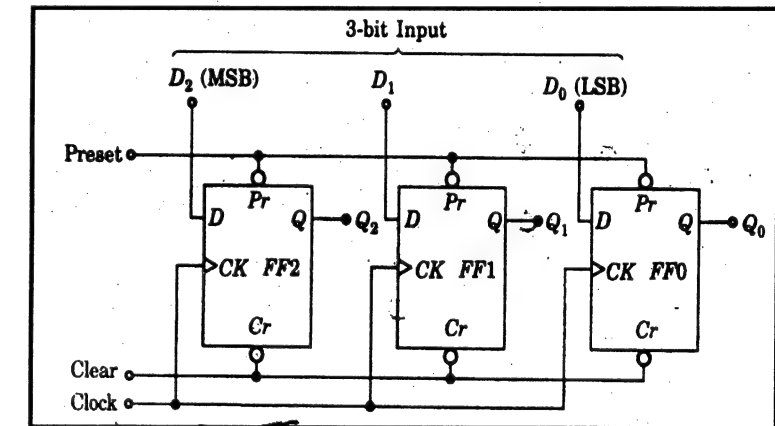 3-bit Input
D₂ (MSB) D₁ D₀ (LSB)
Preset
Pr Pr Pr
D Q Q₂ D Q Q₁ D Q Q₀
CK FF2 CK FF1 CK FF0
Cr Cr Cr
Clear
Clock